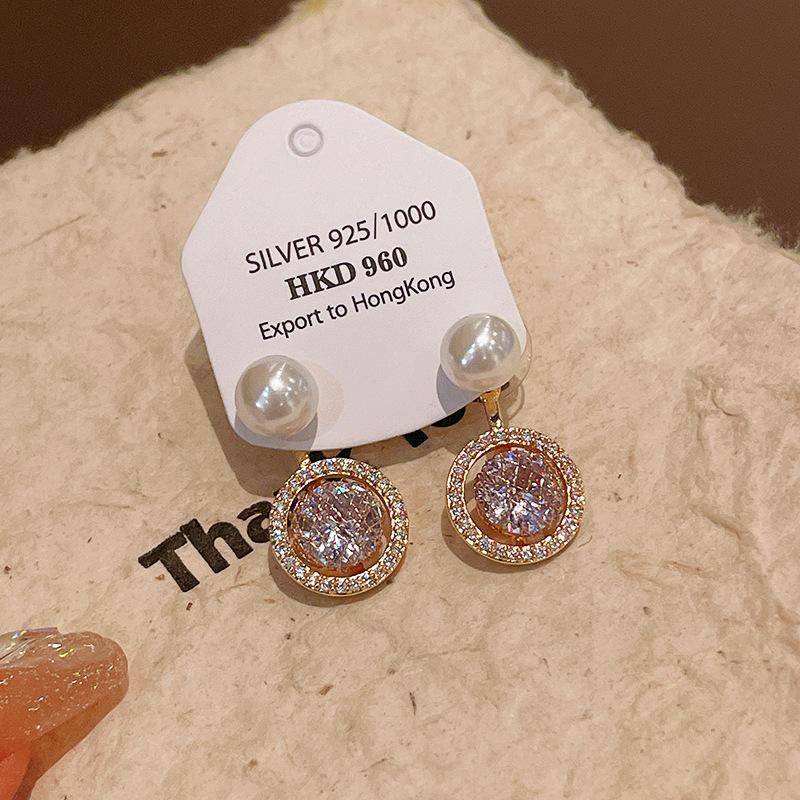 SILVER 925/1000
HKD 960
Export to HongKong